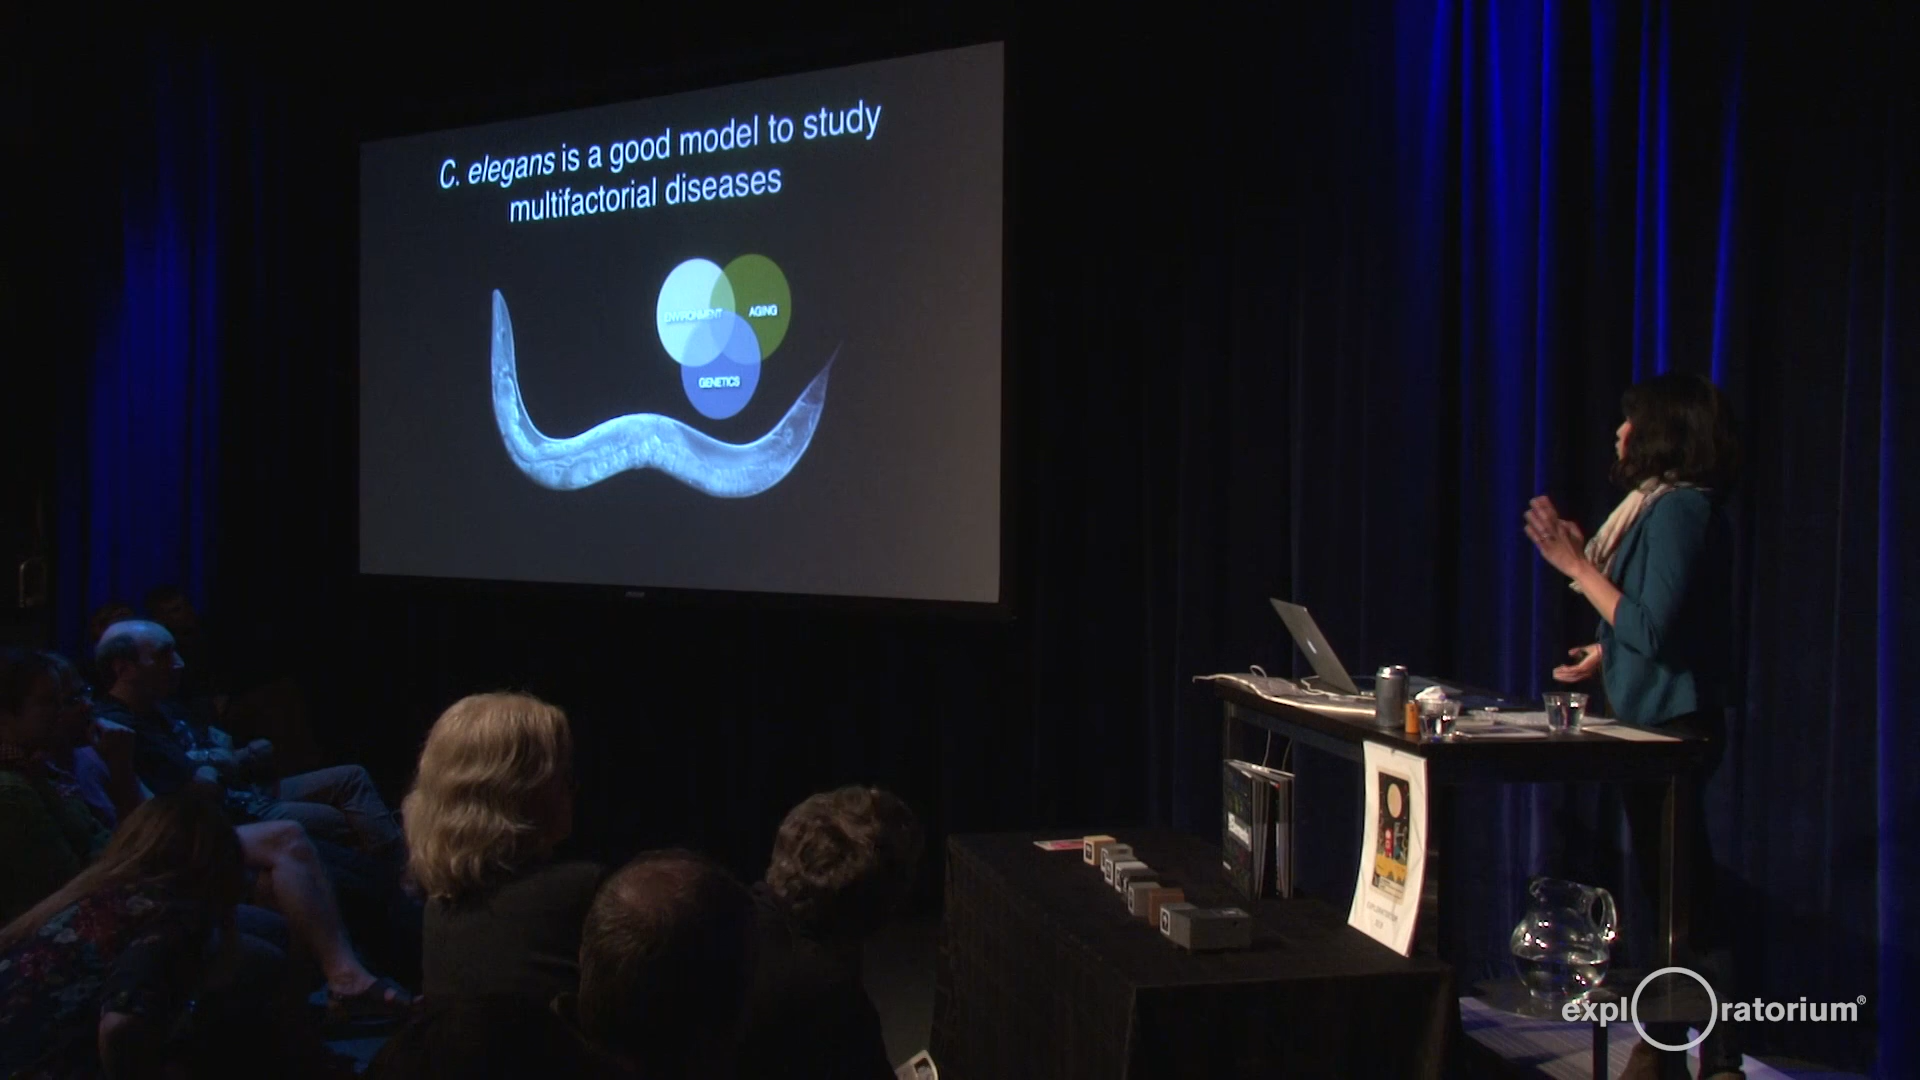 C. elegans is a good model to study
multifactorial diseases
ENVIRONMENT
AGING
GENETICS
exploratorium®